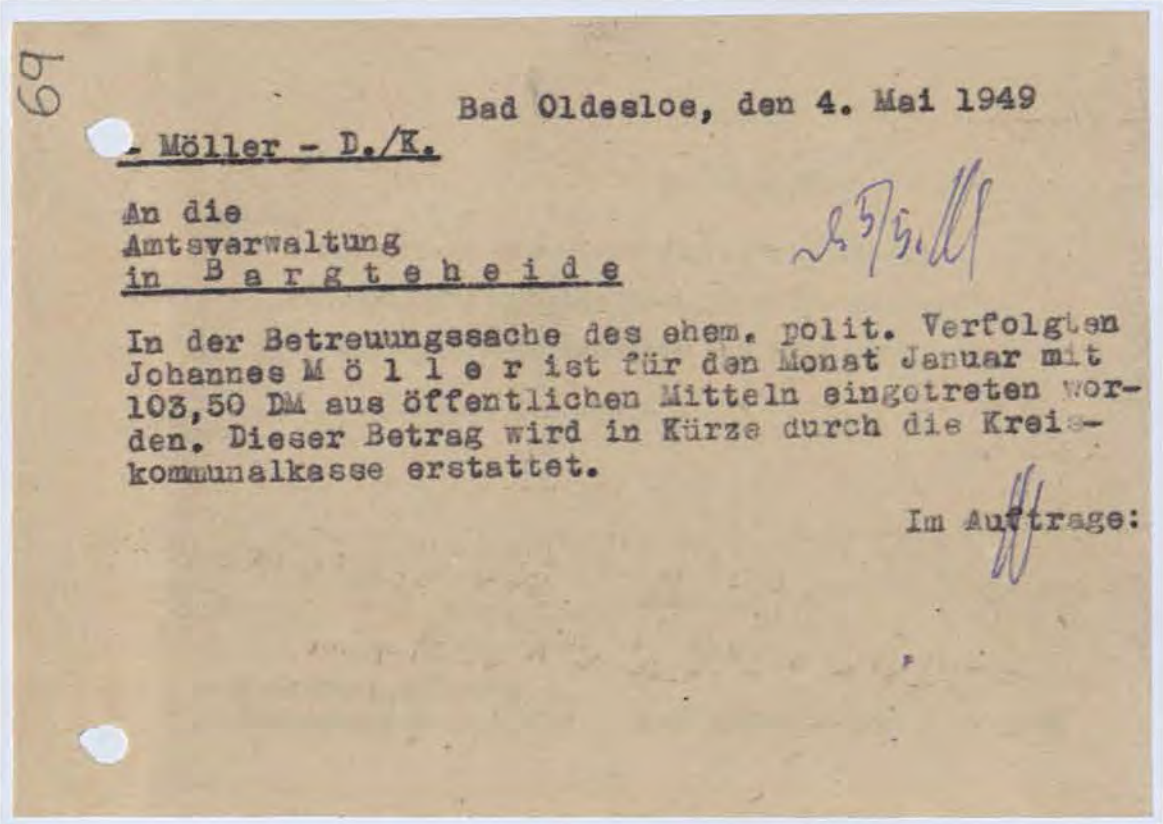 69
Bad Oldesloe, den 4. Mai 1949
- Möller - D./K.
An die
Amtsverwaltung
in B a r g t e h e i d e
5/5.
In der Betreuungssache des ehem. polit. Verfolgten
Johannes M ö l l e r ist für den Monat Januar mit
103,50 DM aus öffentlichen Mitteln eingetreten wor-
den. Dieser Betrag wird in Kürze durch die Kreis-
kommunalkasse erstattet.
Im Auftrage: